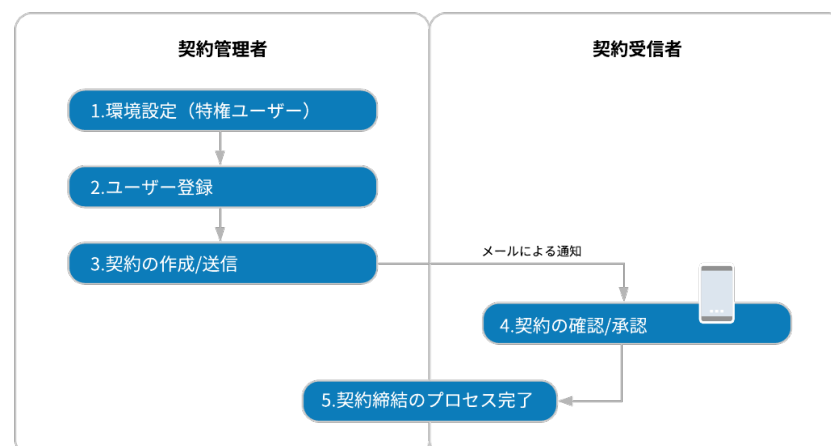 契約管理者
契約受信者
1.環境設定（特権ユーザー）
2.ユーザー登録
3.契約の作成/送信
メールによる通知
4.契約の確認/承認
5.契約締結のプロセス完了